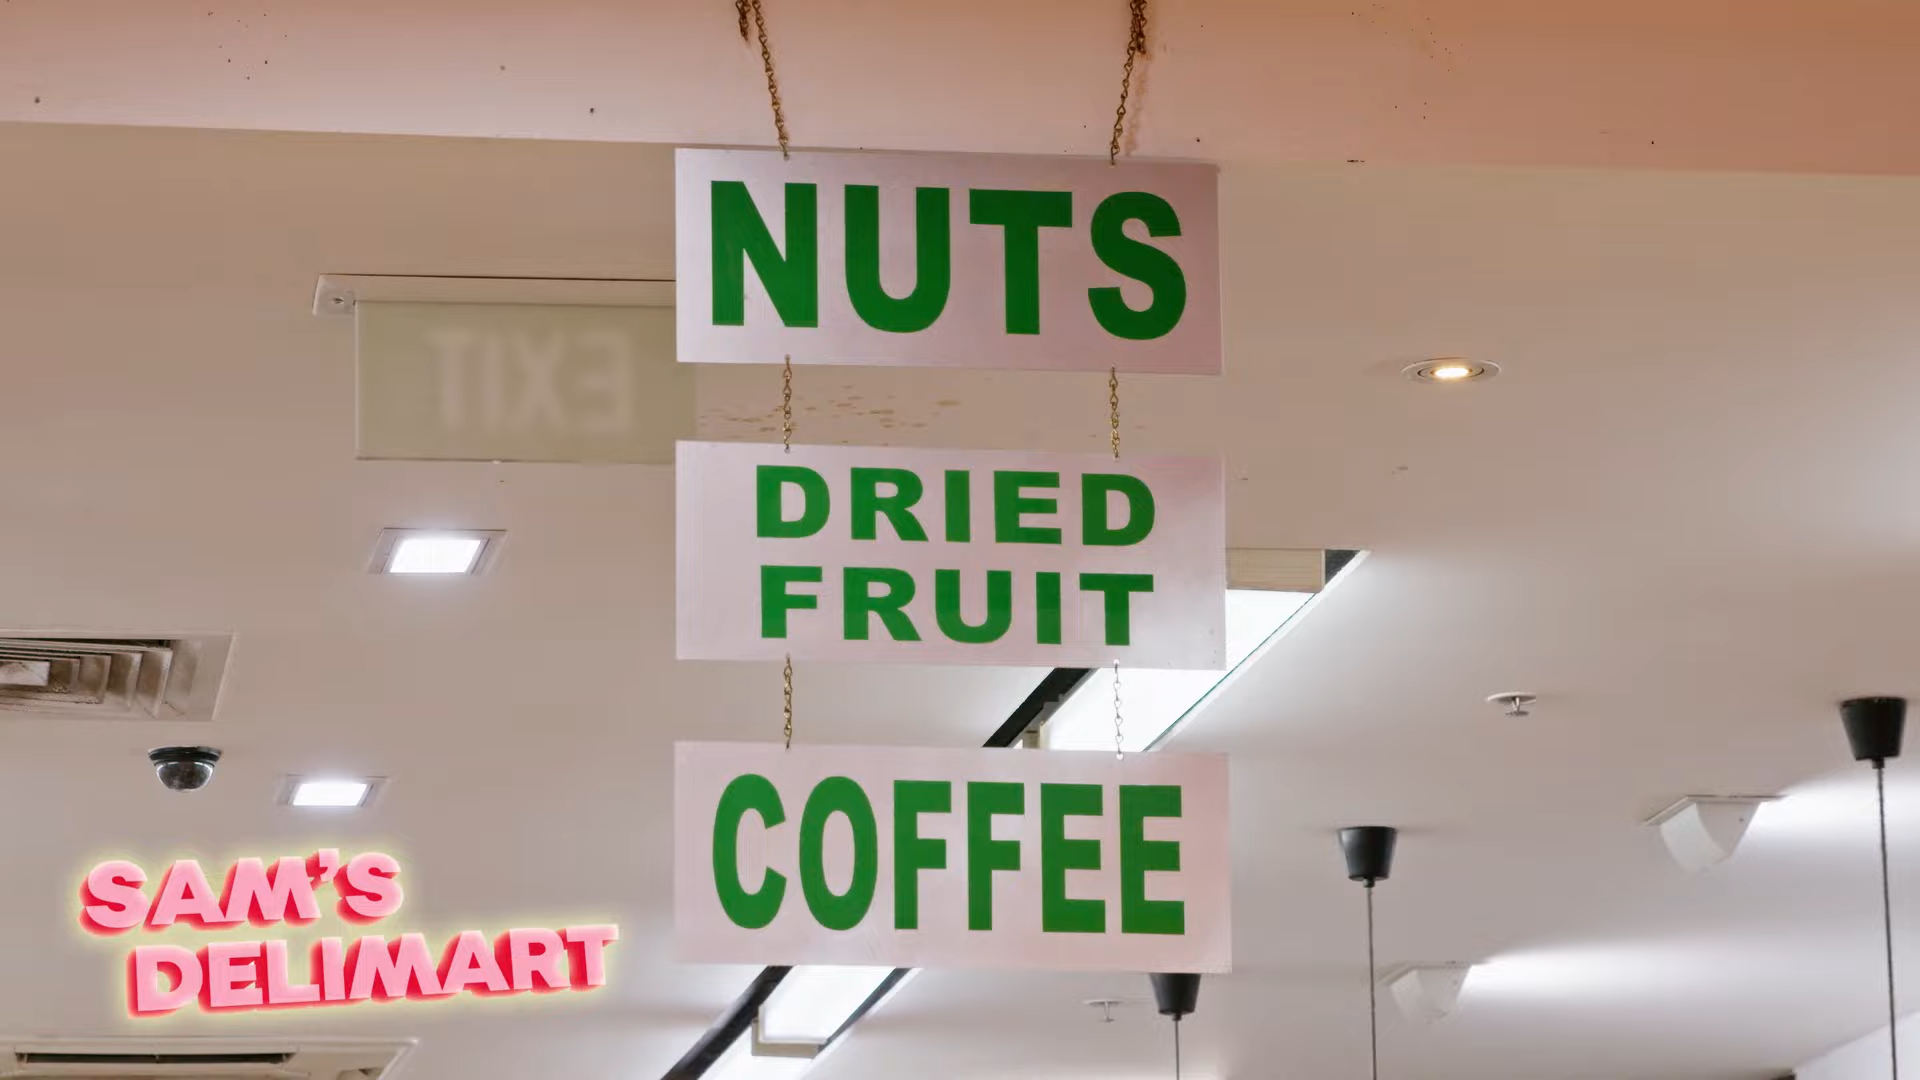 NUTS
EXIT
DRIED
FRUIT
COFFEE
SAM'S
DELIMART